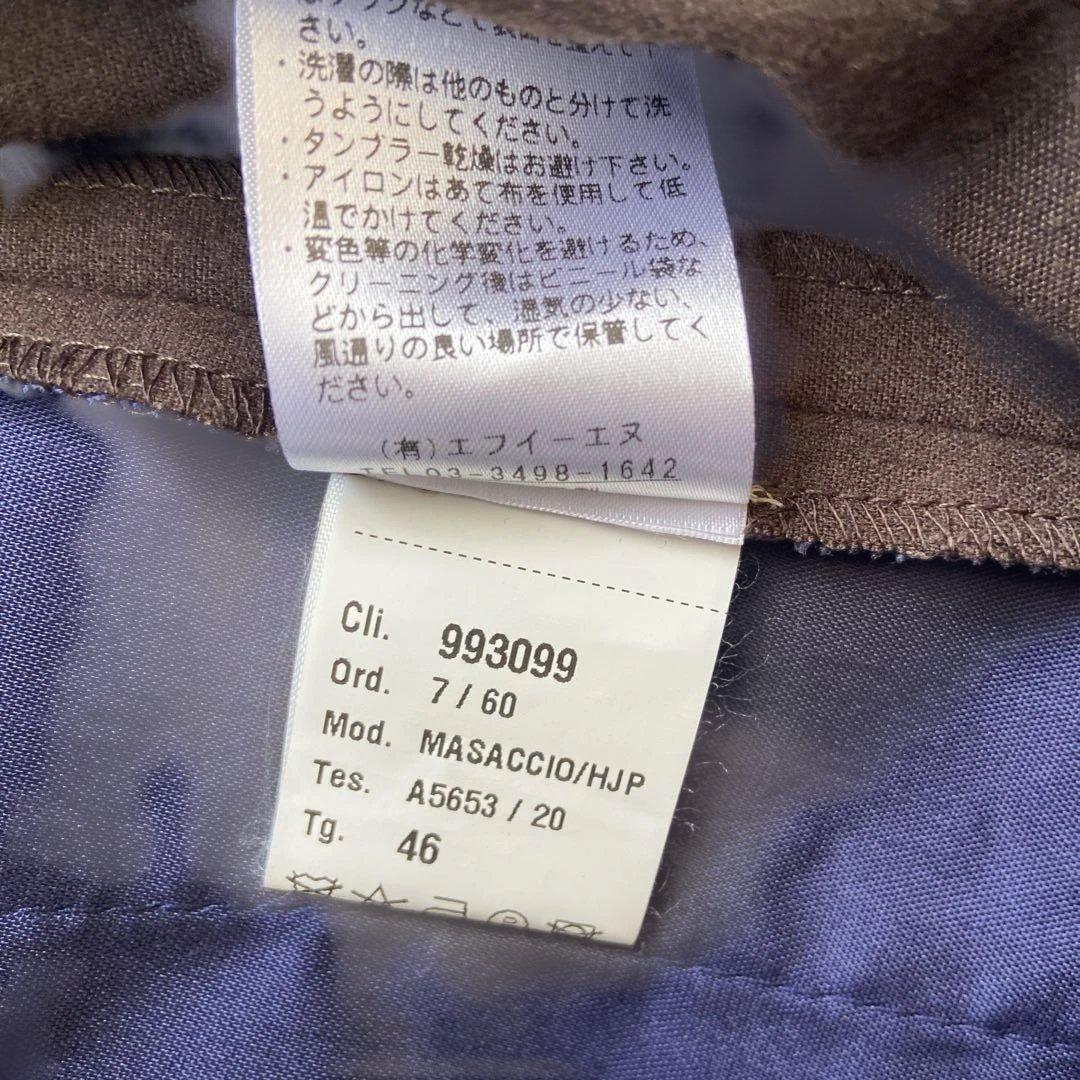 さい。
・洗濯の際は他のものと分けて洗
うようにしてください。
・タンブラー乾燥はお避け下さい。
・アイロンはあて布を使用して低
温でかけてください。
・変色等の化学変化を避けるため、
クリーニング後はビニール袋な
どから出して、湿気の少ない、
風通りの良い場所で保管してく
ださい。
(有)エフイーエヌ
TEL03-3498-1642
Cli. 993099
Ord. 7 / 60
Mod. MASACCIO/HJP
Tes. A5653 / 20
Tg. 46